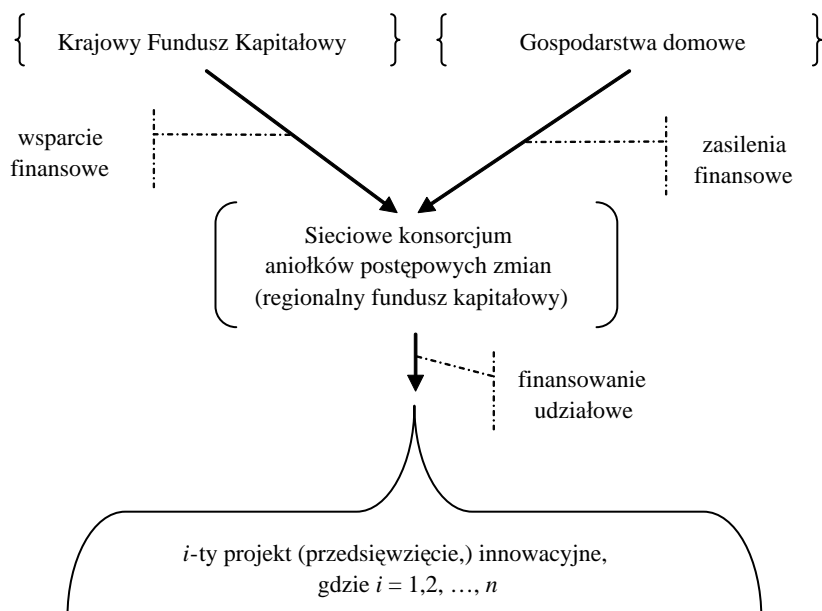 Krajowy Fundusz Kapitałowy
Gospodarstwa domowe
wsparcie
finansowe
zasilenia
finansowe
Sieciowe konsorcjum
aniołków postępowych zmian
(regionalny fundusz kapitałowy)
finansowanie
udziałowe
i-ty projekt (przedsięwzięcie,) innowacyjne,
gdzie i = 1,2, …, n